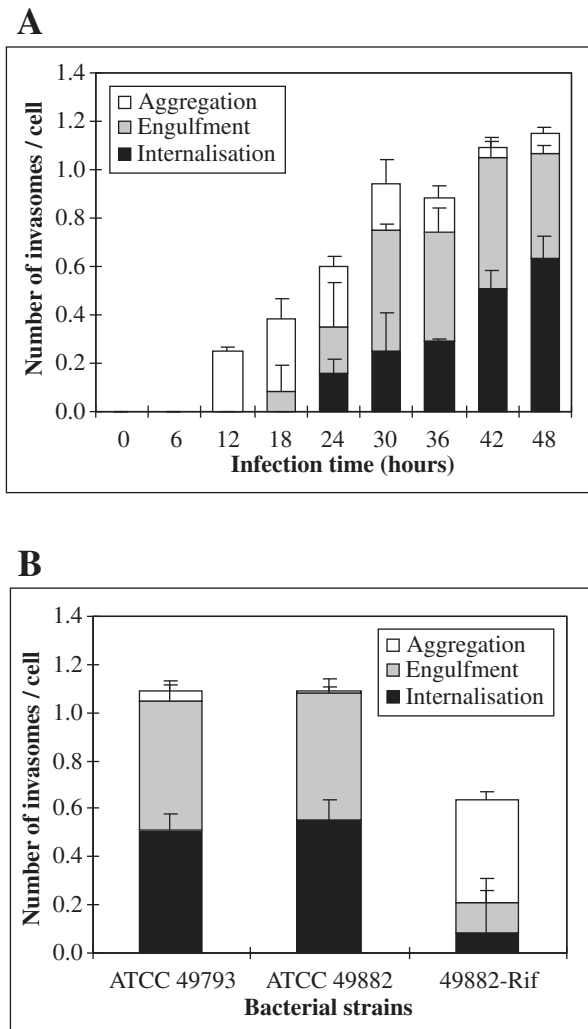 A
1.4
1.2
1.0
0.8
0.6
0.4
0.2
0.0
Number of invasomes / cell
Aggregation
Engulfment
Internalisation
0 6 12 18 24 30 36 42 48
Infection time (hours)
B
1.4
1.2
1.0
0.8
0.6
0.4
0.2
0.0
Number of invasomes / cell
Aggregation
Engulfment
Internalisation
ATCC 49793 ATCC 49882 49882-Rif
Bacterial strains